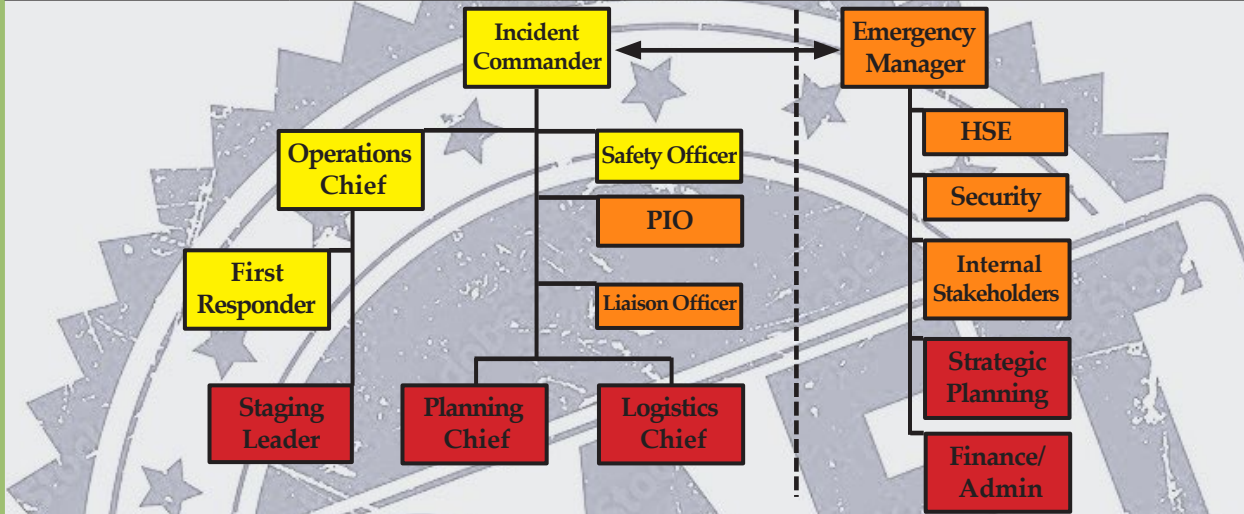 Incident
Commander
Emergency
Manager
Operations
Chief
Safety Officer
HSE
PIO
Security
First
Responder
Liaison Officer
Internal
Stakeholders
Staging
Leader
Planning
Chief
Logistics
Chief
Strategic
Planning
Finance/
Admin